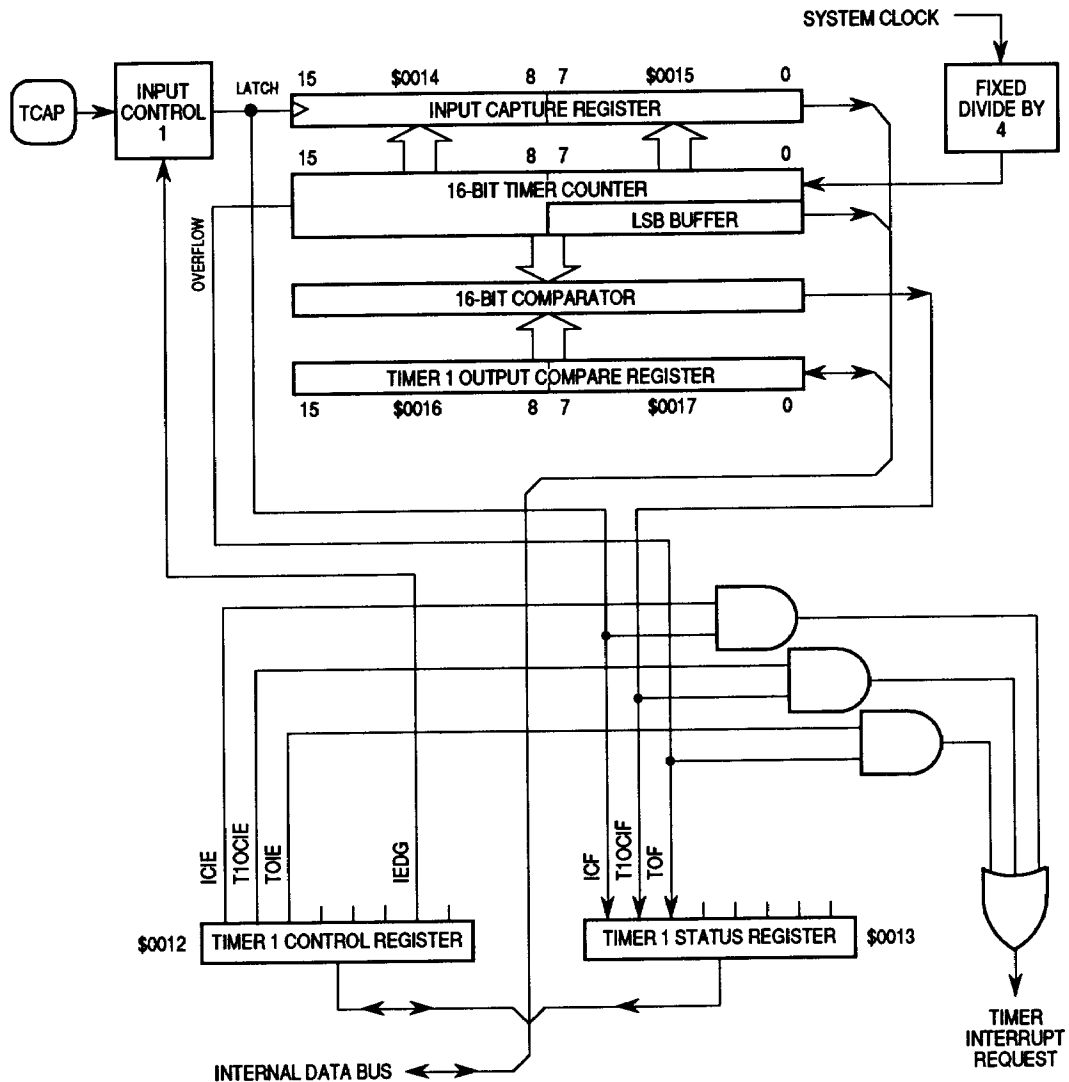 SYSTEM CLOCK
TCAP
INPUT
CONTROL
1
LATCH
15 $0014 8 7 $0015 0
INPUT CAPTURE REGISTER
FIXED
DIVIDE BY
4
15 8 7 0
16-BIT TIMER COUNTER
LSB BUFFER
OVERFLOW
16-BIT COMPARATOR
TIMER 1 OUTPUT COMPARE REGISTER
15 $0016 8 7 $0017 0
ICIE
T1OCIE
TOIE
IEDG
ICF
T1OCIF
TOF
$0012
TIMER 1 CONTROL REGISTER
TIMER 1 STATUS REGISTER
$0013
TIMER
INTERRUPT
REQUEST
INTERNAL DATA BUS